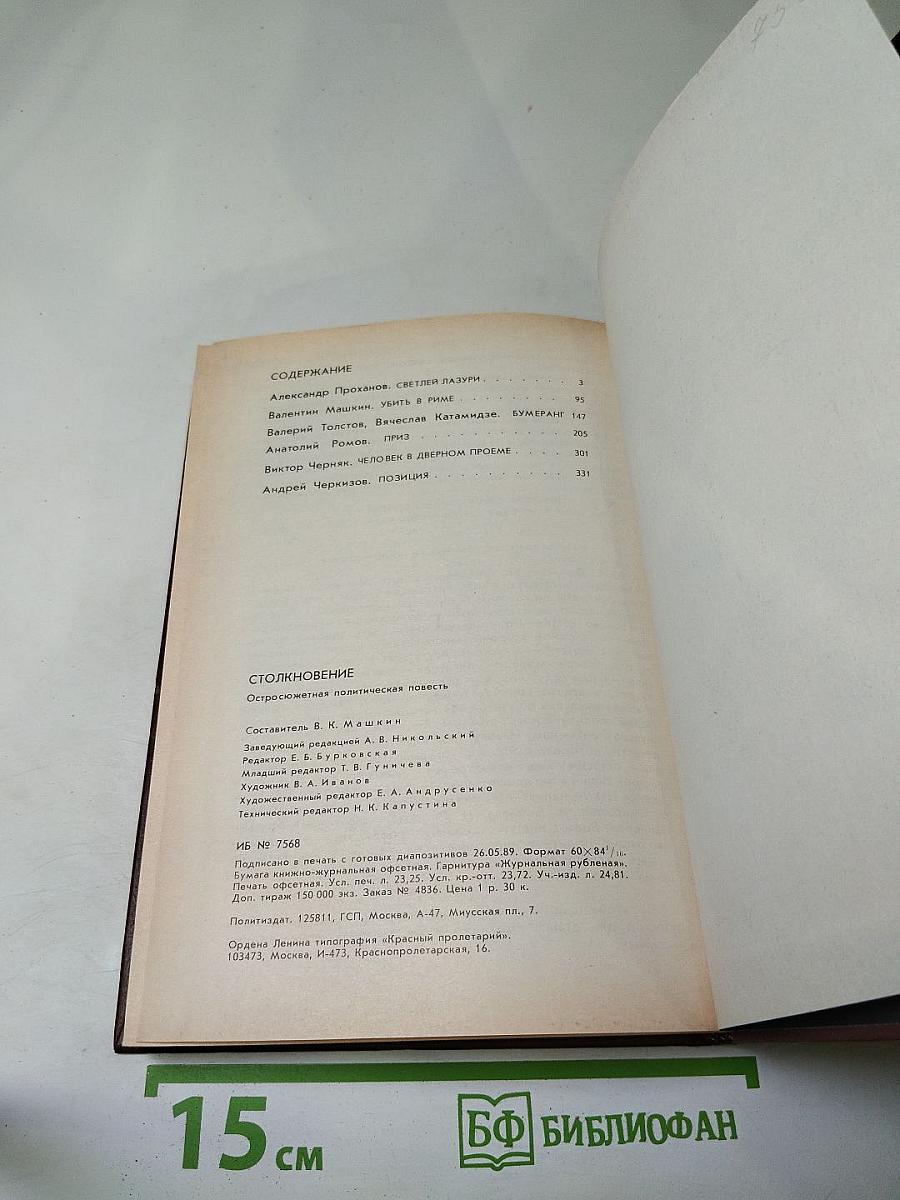 СОДЕРЖАНИЕ
Александр Проханов. СВЕТЛЕЙ ЛАЗУРИ . . . . . . . 3
Валентин Машкин. УБИТЬ В РИМЕ . . . . . . . . 95
Валерий Толстов, Вячеслав Катамидзе. БУМЕРАНГ 147
Анатолий Ромов. ПРИЗ . . . . . . . . . . 205
Виктор Черняк. ЧЕЛОВЕК В ДВЕРНОМ ПРОЕМЕ . . . . 301
Андрей Черкизов. ПОЗИЦИЯ . . . . . . . . . 331
СТОЛКНОВЕНИЕ
Остросюжетная политическая повесть
Составитель В. К. Машкин
Заведующий редакцией А. В. Никольский
Редактор Е. Б. Бурковская
Младший редактор Т. В. Гуничева
Художник В. А. Иванов
Художественный редактор Е. А. Андрусенко
Технический редактор Н. К. Капустина
ИБ № 7568
Подписано в печать с готовых диапозитивов 26.05.89. Формат 60×84¹/₁₆.
Бумага книжно-журнальная офсетная. Гарнитура «Журнальная рубленая».
Печать офсетная. Усл. печ. л. 23,25. Усл. кр.-отт. 23,72. Уч.-изд. л. 24,81.
Доп. тираж 150 000 экз. Заказ № 4836. Цена 1 р. 30 к.
Политиздат. 125811, ГСП, Москва, А-47, Миусская пл., 7.
Ордена Ленина типография «Красный пролетарий».
103473, Москва, И-473, Краснопролетарская, 16.
15 см
БФ БИБЛИОФАН